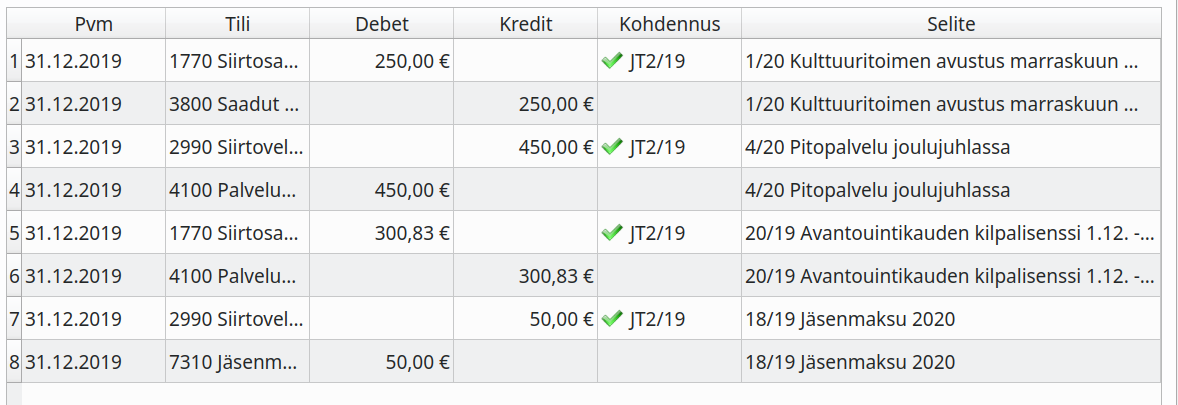 Pvm Tili Debet Kredit Kohdennus Selite
1 31.12.2019 1770 Siirtosa... 250,00 € JT2/19 1/20 Kulttuuritoimen avustus marraskuun ...
2 31.12.2019 3800 Saadut ... 250,00 € 1/20 Kulttuuritoimen avustus marraskuun ...
3 31.12.2019 2990 Siirtovel... 450,00 € JT2/19 4/20 Pitopalvelu joulujuhlassa
4 31.12.2019 4100 Palvelu... 450,00 € 4/20 Pitopalvelu joulujuhlassa
5 31.12.2019 1770 Siirtosa... 300,83 € JT2/19 20/19 Avantouintikauden kilpalisenssi 1.12. -...
6 31.12.2019 4100 Palvelu... 300,83 € 20/19 Avantouintikauden kilpalisenssi 1.12. -...
7 31.12.2019 2990 Siirtovel... 50,00 € JT2/19 18/19 Jäsenmaksu 2020
8 31.12.2019 7310 Jäsenm... 50,00 € 18/19 Jäsenmaksu 2020